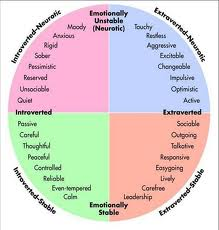 Emotionally
Unstable
(Neurotic)
Introverted-Neurotic
Extroverted-Neurotic
Moody
Anxious
Rigid
Sober
Pessimistic
Reserved
Unsociable
Quiet
Touchy
Restless
Aggressive
Excitable
Changeable
Impulsive
Optimistic
Active
Introverted
Extraverted
Passive
Careful
Thoughtful
Peaceful
Controlled
Reliable
Even-tempered
Calm
Sociable
Outgoing
Talkative
Responsive
Easygoing
Lively
Carefree
Leadership
Introverted-Stable
Extraverted-Stable
Emotionally
Stable